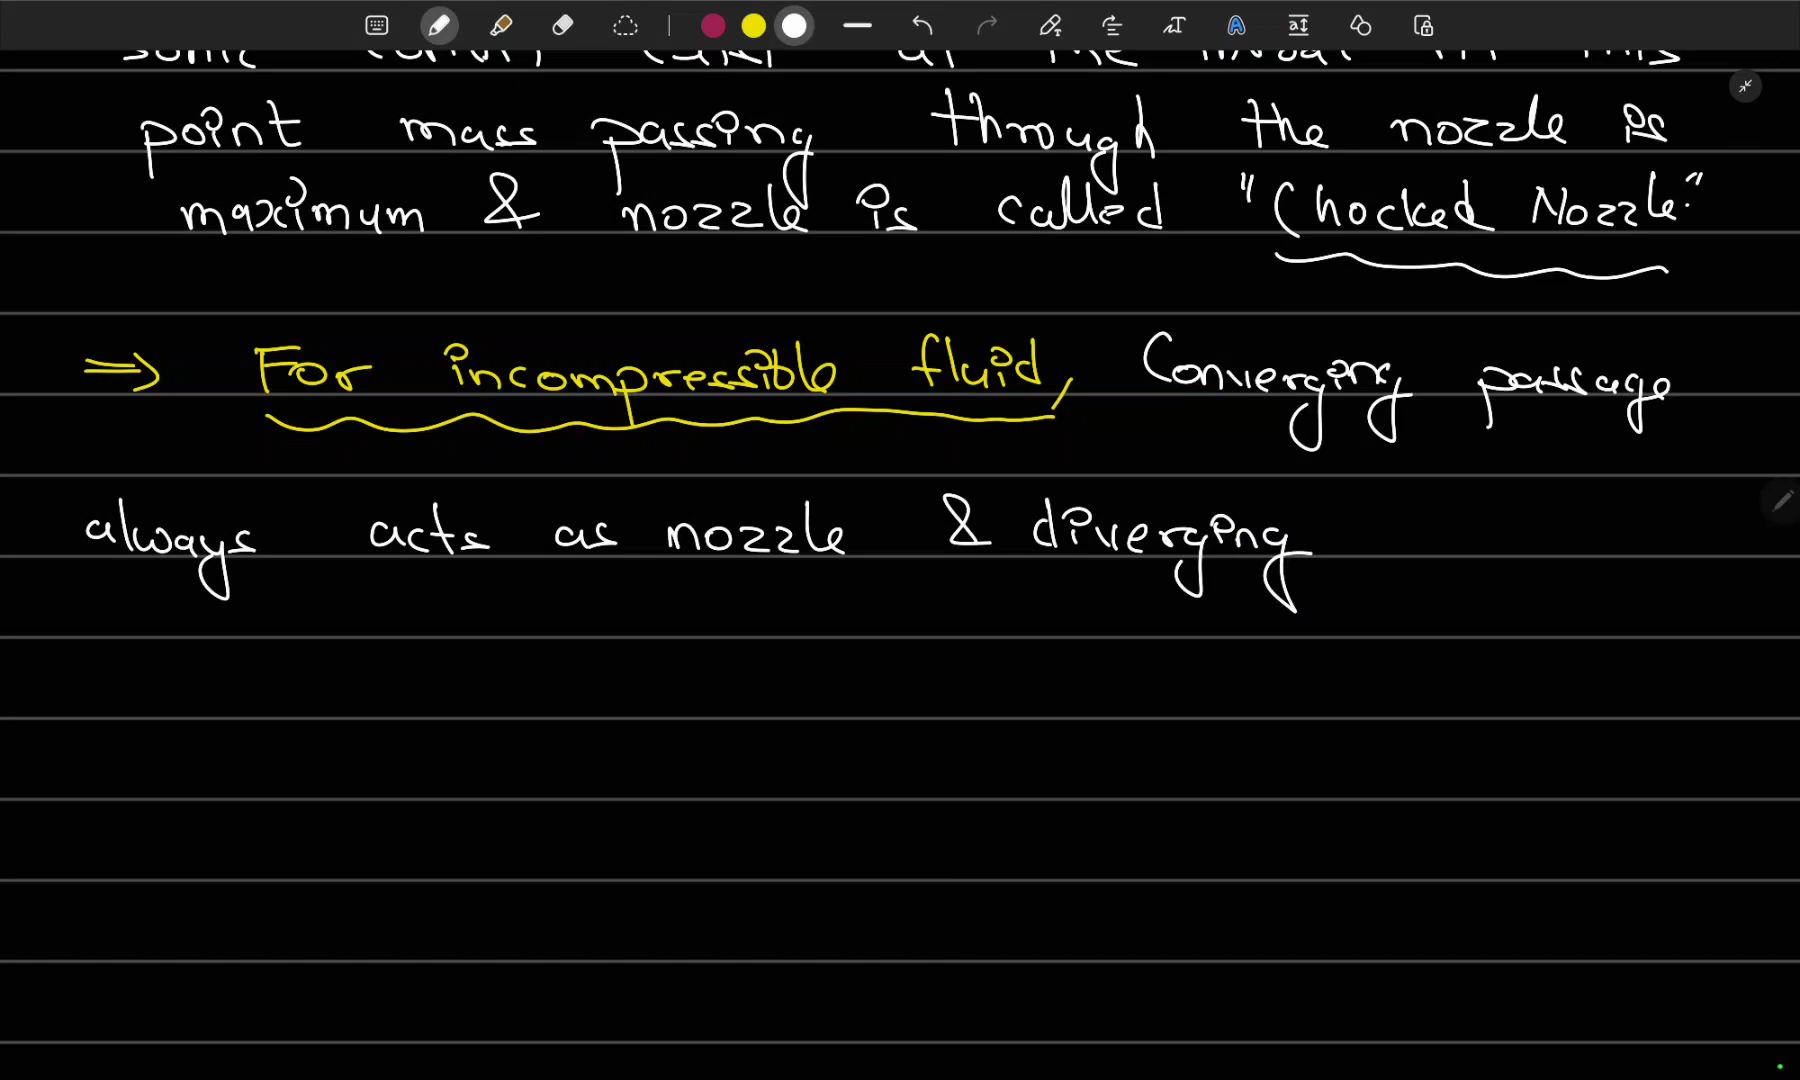 point mass passing through the nozzle is
maximum & nozzle is called "Chocked Nozzle."
⇒ For incompressible fluid, Converging passage
always acts as nozzle & diverging